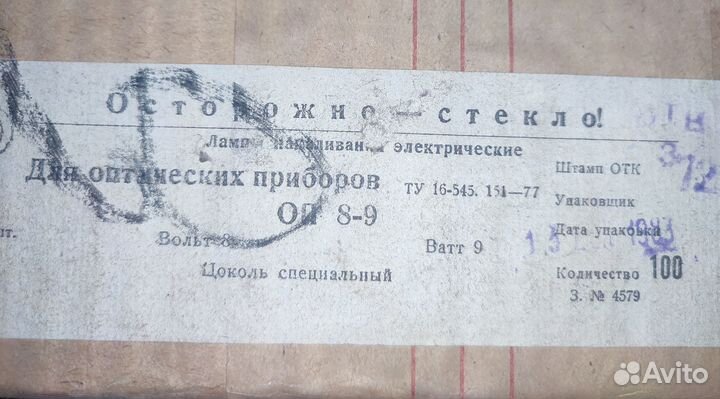 Осторожно — стекло!
Лампы накаливания электрические
Для оптических приборов
ОП 8-9
ТУ 16-545. 151—77
Вольт 8
Ватт 9
Цоколь специальный
шт.
Штамп ОТК
Упаковщик
Дата упаковки
Количество 100
З. № 4579
Avito